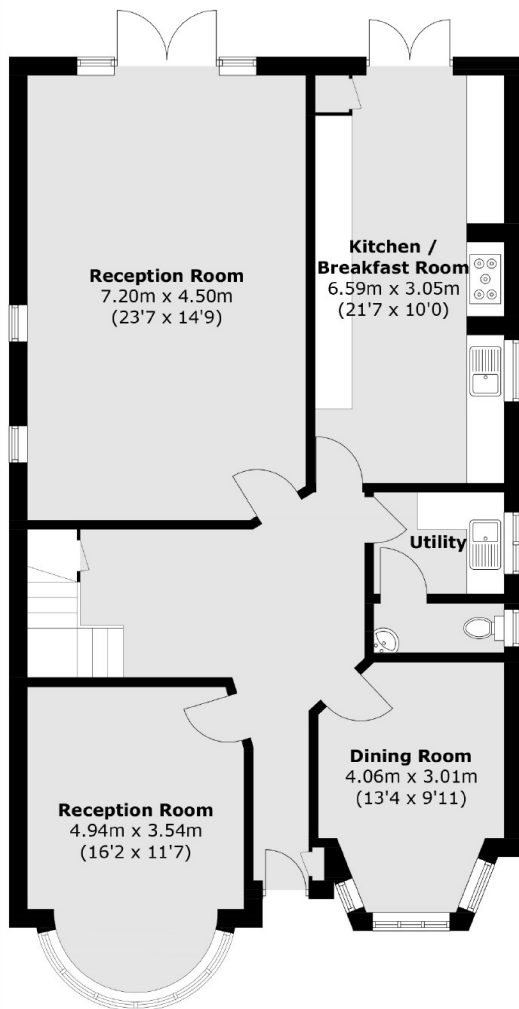 Reception Room
7.20m x 4.50m
(23'7 x 14'9)
Kitchen /
Breakfast Room
6.59m x 3.05m
(21'7 x 10'0)
Utility
Dining Room
4.06m x 3.01m
(13'4 x 9'11)
Reception Room
4.94m x 3.54m
(16'2 x 11'7)